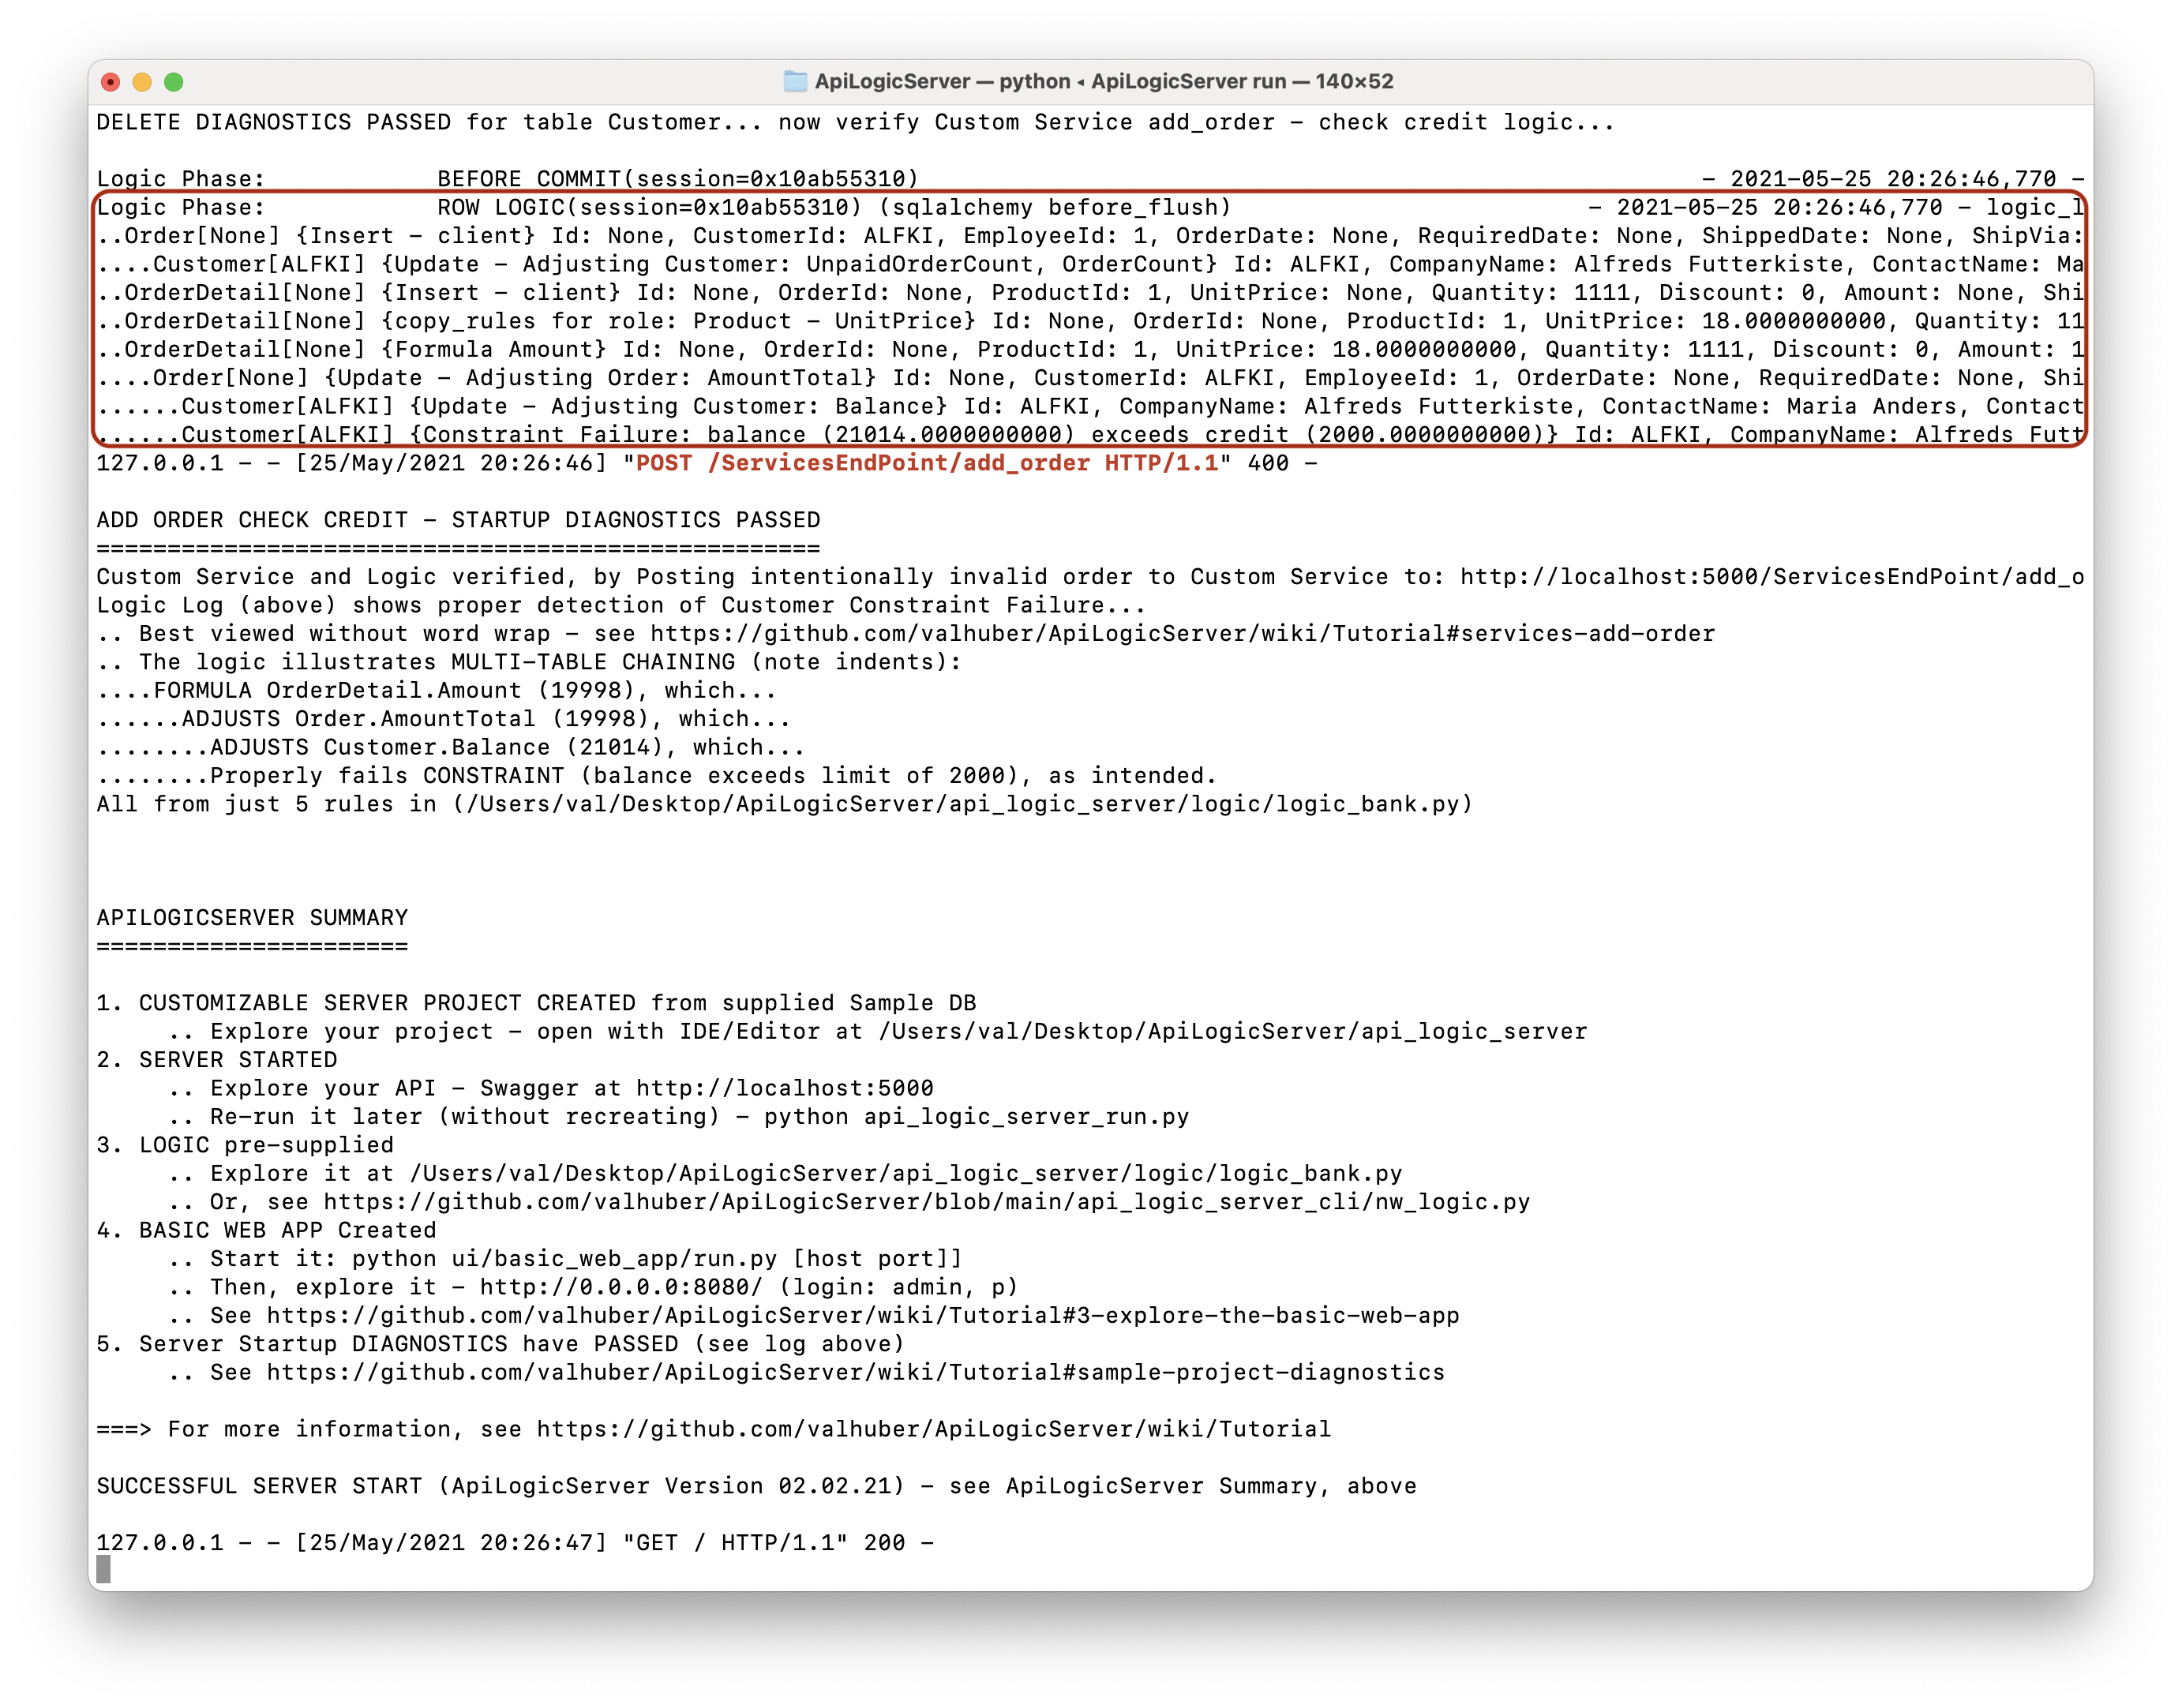 ApiLogicServer — python ◂ ApiLogicServer run — 140×52
DELETE DIAGNOSTICS PASSED for table Customer... now verify Custom Service add_order - check credit logic...
Logic Phase: BEFORE COMMIT(session=0x10ab55310) - 2021-05-25 20:26:46,770 -
Logic Phase: ROW LOGIC(session=0x10ab55310) (sqlalchemy before_flush) - 2021-05-25 20:26:46,770 - logic_l
..Order[None] {Insert - client} Id: None, CustomerId: ALFKI, EmployeeId: 1, OrderDate: None, RequiredDate: None, ShippedDate: None, ShipVia:
....Customer[ALFKI] {Update - Adjusting Customer: UnpaidOrderCount, OrderCount} Id: ALFKI, CompanyName: Alfreds Futterkiste, ContactName: Ma
..OrderDetail[None] {Insert - client} Id: None, OrderId: None, ProductId: 1, UnitPrice: None, Quantity: 1111, Discount: 0, Amount: None, Shi
..OrderDetail[None] {copy_rules for role: Product - UnitPrice} Id: None, OrderId: None, ProductId: 1, UnitPrice: 18.0000000000, Quantity: 11
..OrderDetail[None] {Formula Amount} Id: None, OrderId: None, ProductId: 1, UnitPrice: 18.0000000000, Quantity: 1111, Discount: 0, Amount: 1
....Order[None] {Update - Adjusting Order: AmountTotal} Id: None, CustomerId: ALFKI, EmployeeId: 1, OrderDate: None, RequiredDate: None, Shi
......Customer[ALFKI] {Update - Adjusting Customer: Balance} Id: ALFKI, CompanyName: Alfreds Futterkiste, ContactName: Maria Anders, Contact
......Customer[ALFKI] {Constraint Failure: balance (21014.0000000000) exceeds credit (2000.0000000000)} Id: ALFKI, CompanyName: Alfreds Futt
127.0.0.1 - - [25/May/2021 20:26:46] "POST /ServicesEndPoint/add_order HTTP/1.1" 400 -
ADD ORDER CHECK CREDIT - STARTUP DIAGNOSTICS PASSED
===================================================
Custom Service and Logic verified, by Posting intentionally invalid order to Custom Service to: http://localhost:5000/ServicesEndPoint/add_o
Logic Log (above) shows proper detection of Customer Constraint Failure...
.. Best viewed without word wrap - see https://github.com/valhuber/ApiLogicServer/wiki/Tutorial#services-add-order
.. The logic illustrates MULTI-TABLE CHAINING (note indents):
....FORMULA OrderDetail.Amount (19998), which...
......ADJUSTS Order.AmountTotal (19998), which...
........ADJUSTS Customer.Balance (21014), which...
........Properly fails CONSTRAINT (balance exceeds limit of 2000), as intended.
All from just 5 rules in (/Users/val/Desktop/ApiLogicServer/api_logic_server/logic/logic_bank.py)
APILOGICSERVER SUMMARY
======================
1. CUSTOMIZABLE SERVER PROJECT CREATED from supplied Sample DB
.. Explore your project - open with IDE/Editor at /Users/val/Desktop/ApiLogicServer/api_logic_server
2. SERVER STARTED
.. Explore your API - Swagger at http://localhost:5000
.. Re-run it later (without recreating) - python api_logic_server_run.py
3. LOGIC pre-supplied
.. Explore it at /Users/val/Desktop/ApiLogicServer/api_logic_server/logic/logic_bank.py
.. Or, see https://github.com/valhuber/ApiLogicServer/blob/main/api_logic_server_cli/nw_logic.py
4. BASIC WEB APP Created
.. Start it: python ui/basic_web_app/run.py [host port]]
.. Then, explore it - http://0.0.0.0:8080/ (login: admin, p)
.. See https://github.com/valhuber/ApiLogicServer/wiki/Tutorial#3-explore-the-basic-web-app
5. Server Startup DIAGNOSTICS have PASSED (see log above)
.. See https://github.com/valhuber/ApiLogicServer/wiki/Tutorial#sample-project-diagnostics
===> For more information, see https://github.com/valhuber/ApiLogicServer/wiki/Tutorial
SUCCESSFUL SERVER START (ApiLogicServer Version 02.02.21) - see ApiLogicServer Summary, above
127.0.0.1 - - [25/May/2021 20:26:47] "GET / HTTP/1.1" 200 -